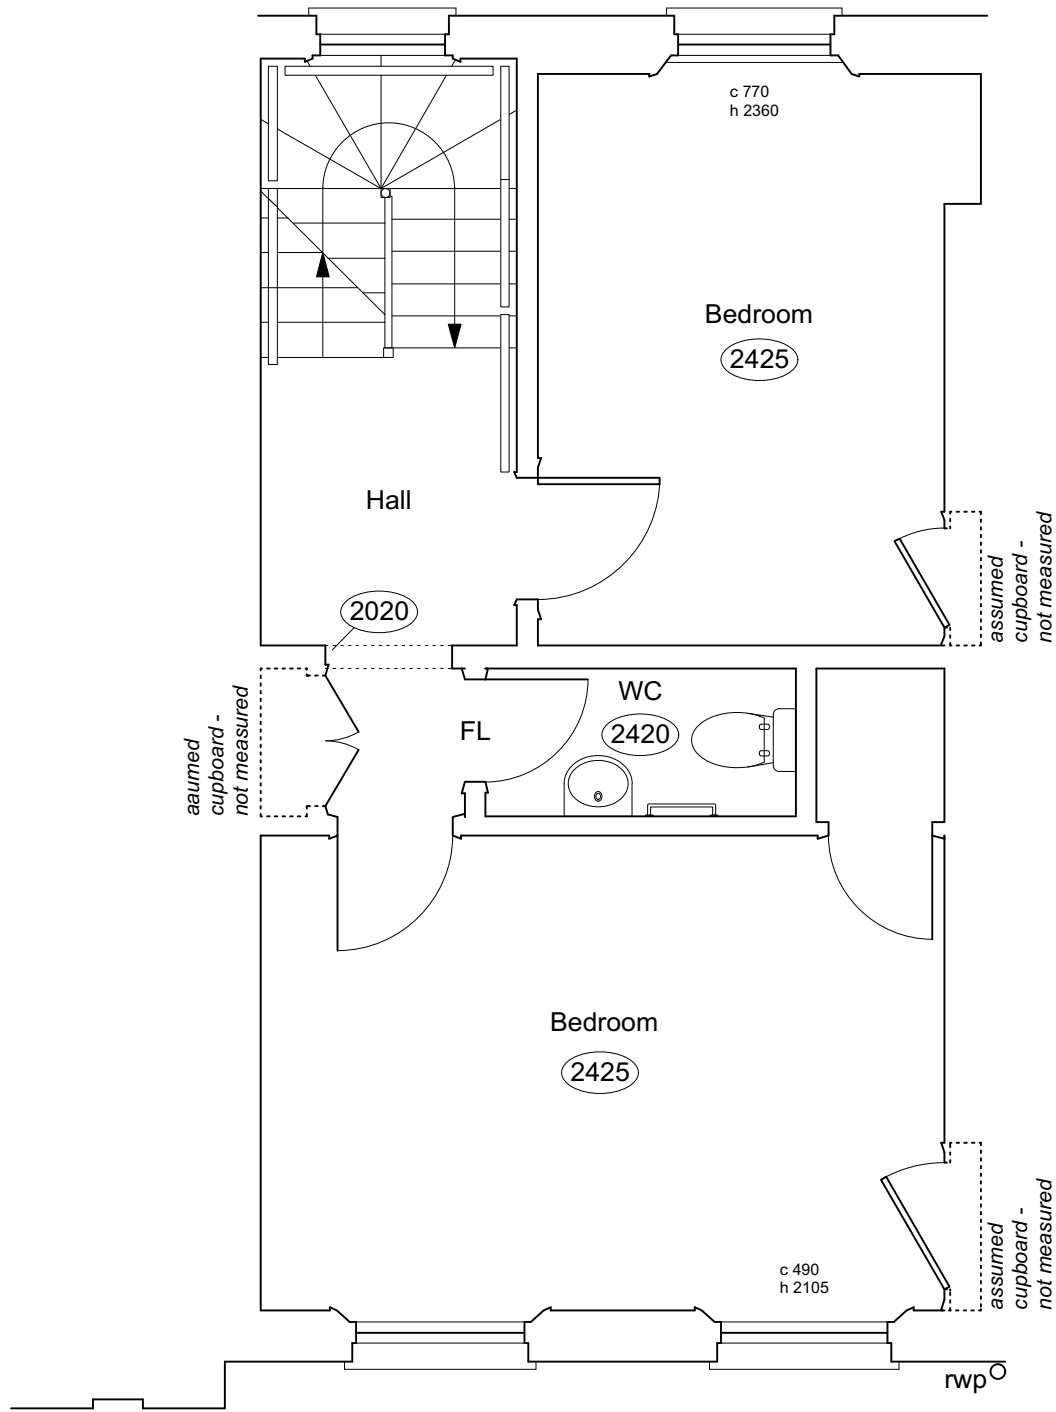 c 770
h 2360
Bedroom
2425
Hall
assumed
cupboard -
not measured
2020
WC
FL
2420
aaumed
cupboard -
not measured
Bedroom
2425
assumed
cupboard -
not measured
c 490
h 2105
rwp